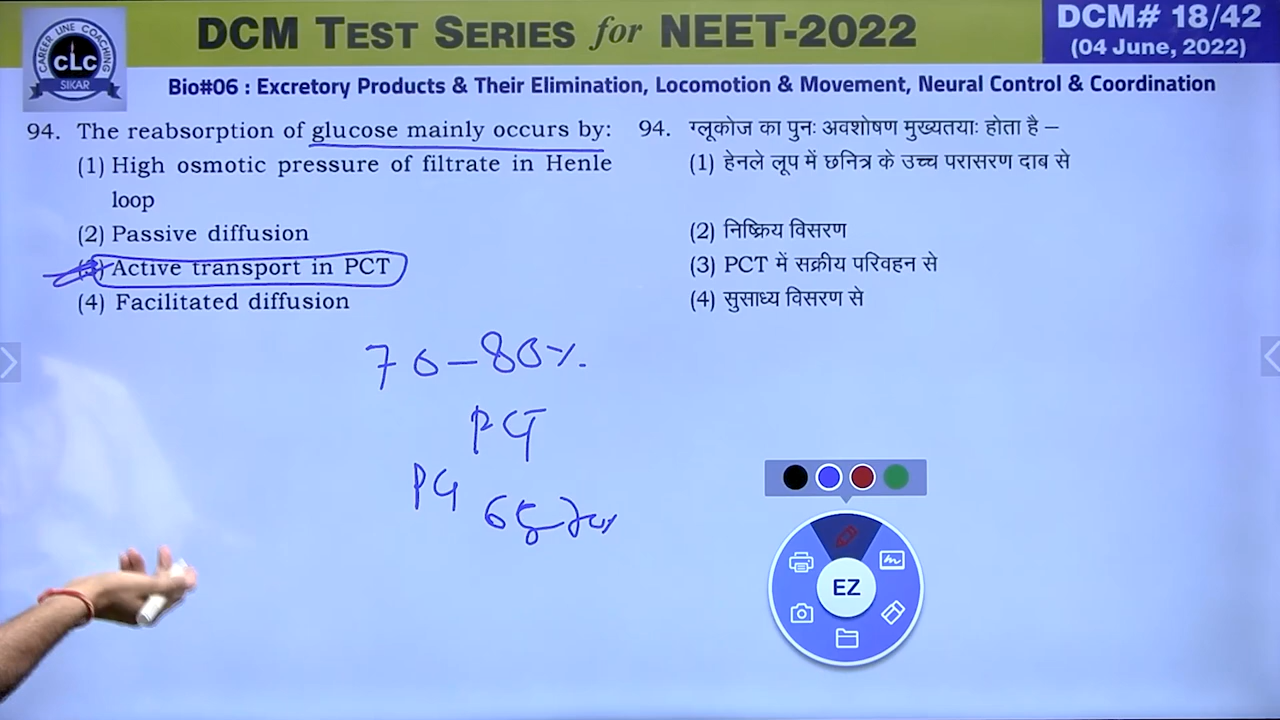 DCM TEST SERIES for NEET-2022
DCM# 18/42
(04 June, 2022)
CAREER LINE COACHING
CLC
SIKAR
Bio#06 : Excretory Products & Their Elimination, Locomotion & Movement, Neural Control & Coordination
94. The reabsorption of glucose mainly occurs by:
(1) High osmotic pressure of filtrate in Henle
loop
(2) Passive diffusion
(3) Active transport in PCT
(4) Facilitated diffusion
94. ग्लूकोज का पुनः अवशोषण मुख्यतयाः होता है –
(1) हेनले लूप में छनित्र के उच्च परासरण दाब से
(2) निष्क्रिय विसरण
(3) PCT में सक्रीय परिवहन से
(4) सुसाध्य विसरण से
70-80%
PCT
EZ